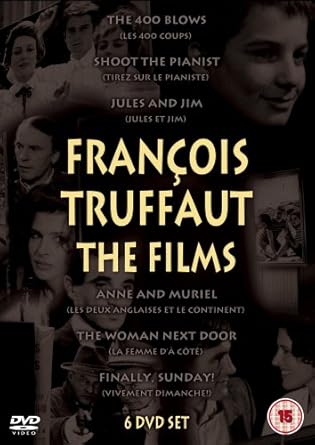 THE 400 BLOWS
(LES 400 COUPS)
SHOOT THE PIANIST
(TIREZ SUR LE PIANISTE)
JULES AND JIM
(JULES ET JIM)
FRANÇOIS
TRUFFAUT
THE FILMS
ANNE AND MURIEL
(LES DEUX ANGLAISES ET LE CONTINENT)
THE WOMAN NEXT DOOR
(LA FEMME D'À COTÉ)
FINALLY, SUNDAY!
(VIVEMENT DIMANCHE!)
DVD
VIDEO
6 DVD SET
15